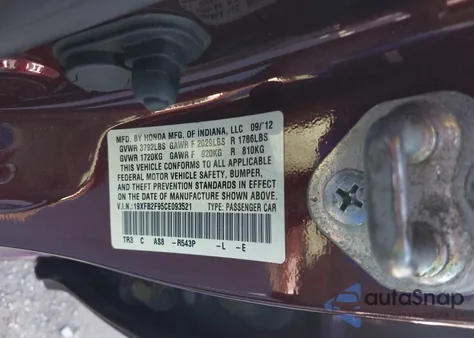 MFD. BY HONDA MFG. OF INDIANA, LLC 09/12
GVWR 3792LBS GAWR F 2029LBS R 1786LBS
GVWR 1720KG GAWR F 920KG R 810KG
THIS VEHICLE CONFORMS TO ALL APPLICABLE
FEDERAL MOTOR VEHICLE SAFETY, BUMPER,
AND THEFT PREVENTION STANDARDS IN EFFECT
ON THE DATE OF MANUFACTURE SHOWN ABOVE.
V.I.N.: 19XFB2F95CE093521 TYPE: PASSENGER CAR
TR3 C AS8 -R543P -L -E
autaSnap